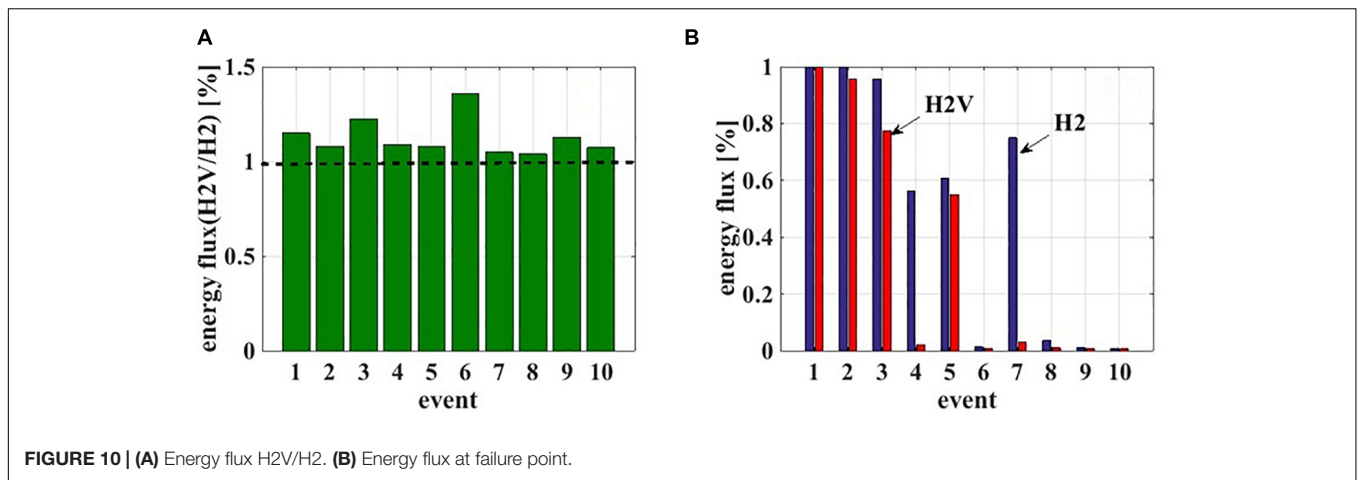 A
B
energy flux(H2V/H2) [%]
1.5
1
0.5
0
1 2 3 4 5 6 7 8 9 10
event
energy flux [%]
1
0.8
0.6
0.4
0.2
0
H2V
H2
1 2 3 4 5 6 7 8 9 10
event
FIGURE 10 | (A) Energy flux H2V/H2. (B) Energy flux at failure point.